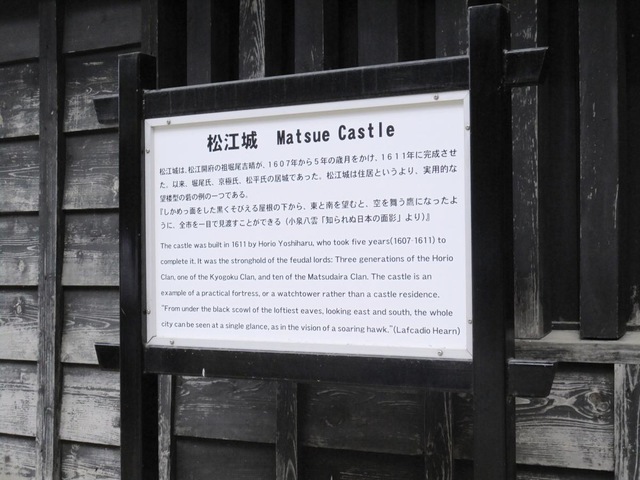 松江城 Matsue Castle
松江城は、松江開府の祖堀尾吉晴が、1607年から5年の歳月をかけ、1611年に完成させ
た。以来、堀尾氏、京極氏、松平氏の居城であった。松江城は住居というより、実用的な
望楼型の砦の例の一つである。
『しかめっ面をした黒くそびえる屋根の下から、東と南を望むと、空を舞う鷹になったよ
うに、全市を一目で見渡すことができる（小泉八雲「知られぬ日本の面影」より）』
The castle was built in 1611 by Horio Yoshiharu, who took five years(1607-1611) to
complete it. It was the stronghold of the feudal lords: Three generations of the Horio
Clan, one of the Kyogoku Clan, and ten of the Matsudaira Clan. The castle is an
example of a practical fortress, or a watchtower rather than a castle residence.
"From under the black scowl of the loftiest eaves, looking east and south, the whole
city can be seen at a single glance, as in the vision of a soaring hawk."(Lafcadio Hearn)